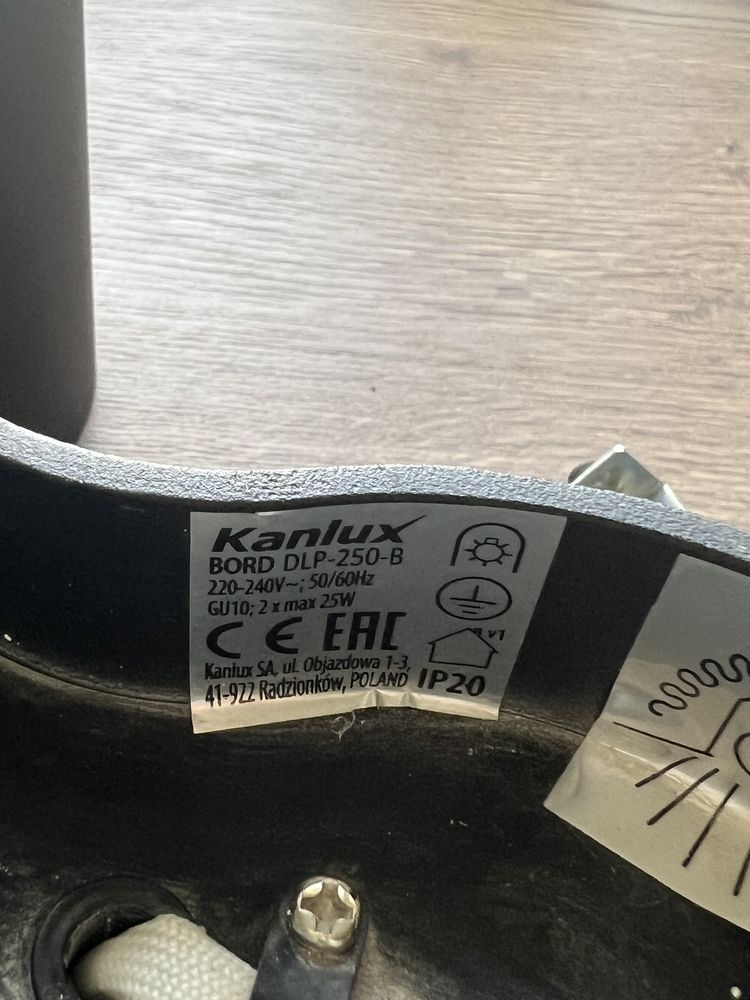 Kanlux
BORD DLP-250-B
220-240V~; 50/60Hz
GU10; 2 x max 25W
CE EAC
V1
Kanlux SA, ul. Objazdowa 1-3,
41-922 Radzionków, POLAND IP20